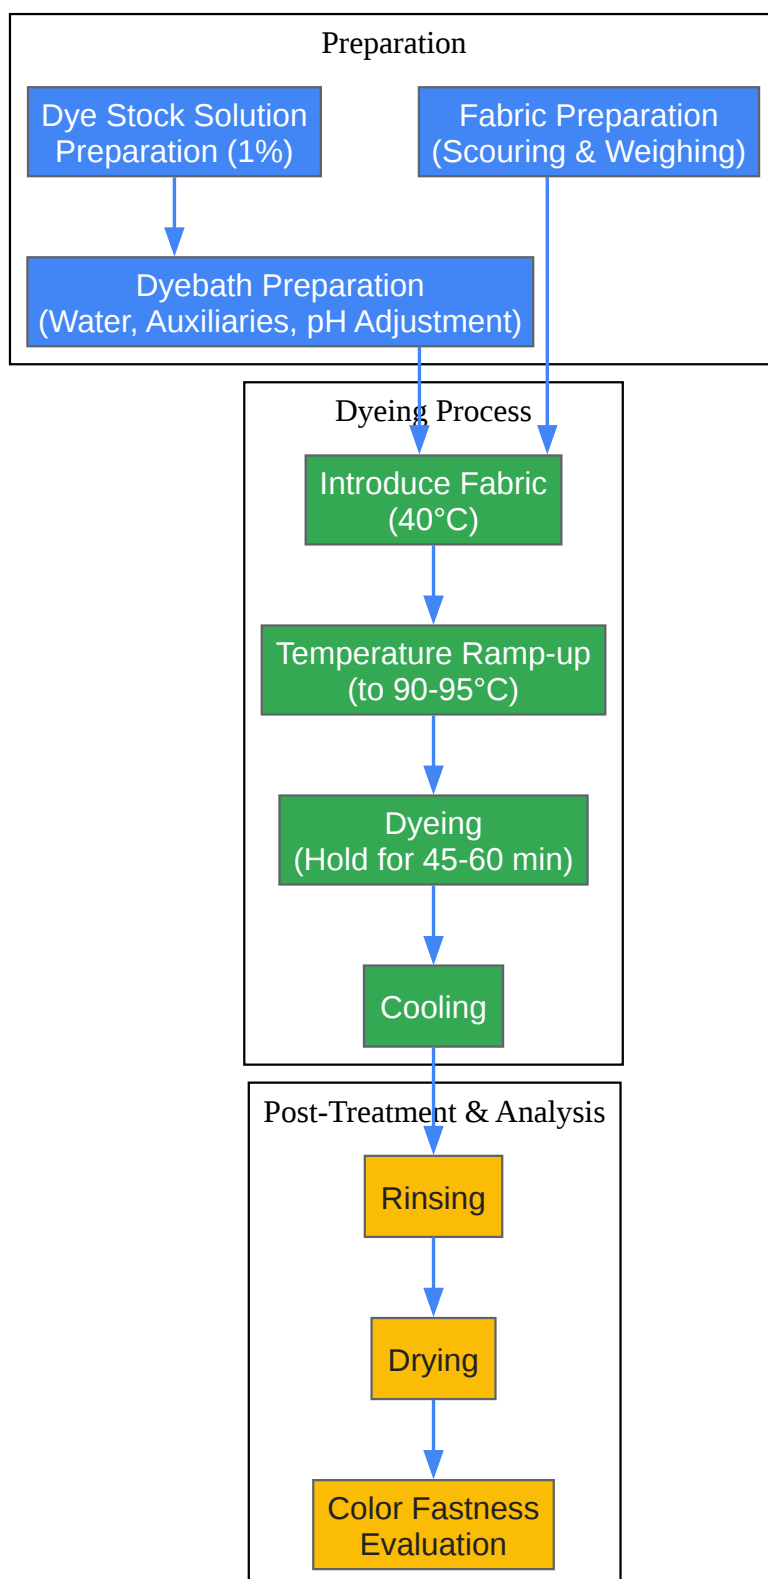 Preparation
Dye Stock Solution
Preparation (1%)
Fabric Preparation
(Scouring & Weighing)
Dyebath Preparation
(Water, Auxiliaries, pH Adjustment)
Dyeing Process
Introduce Fabric
(40°C)
Temperature Ramp-up
(to 90-95°C)
Dyeing
(Hold for 45-60 min)
Cooling
Post-Treatment & Analysis
Rinsing
Drying
Color Fastness
Evaluation